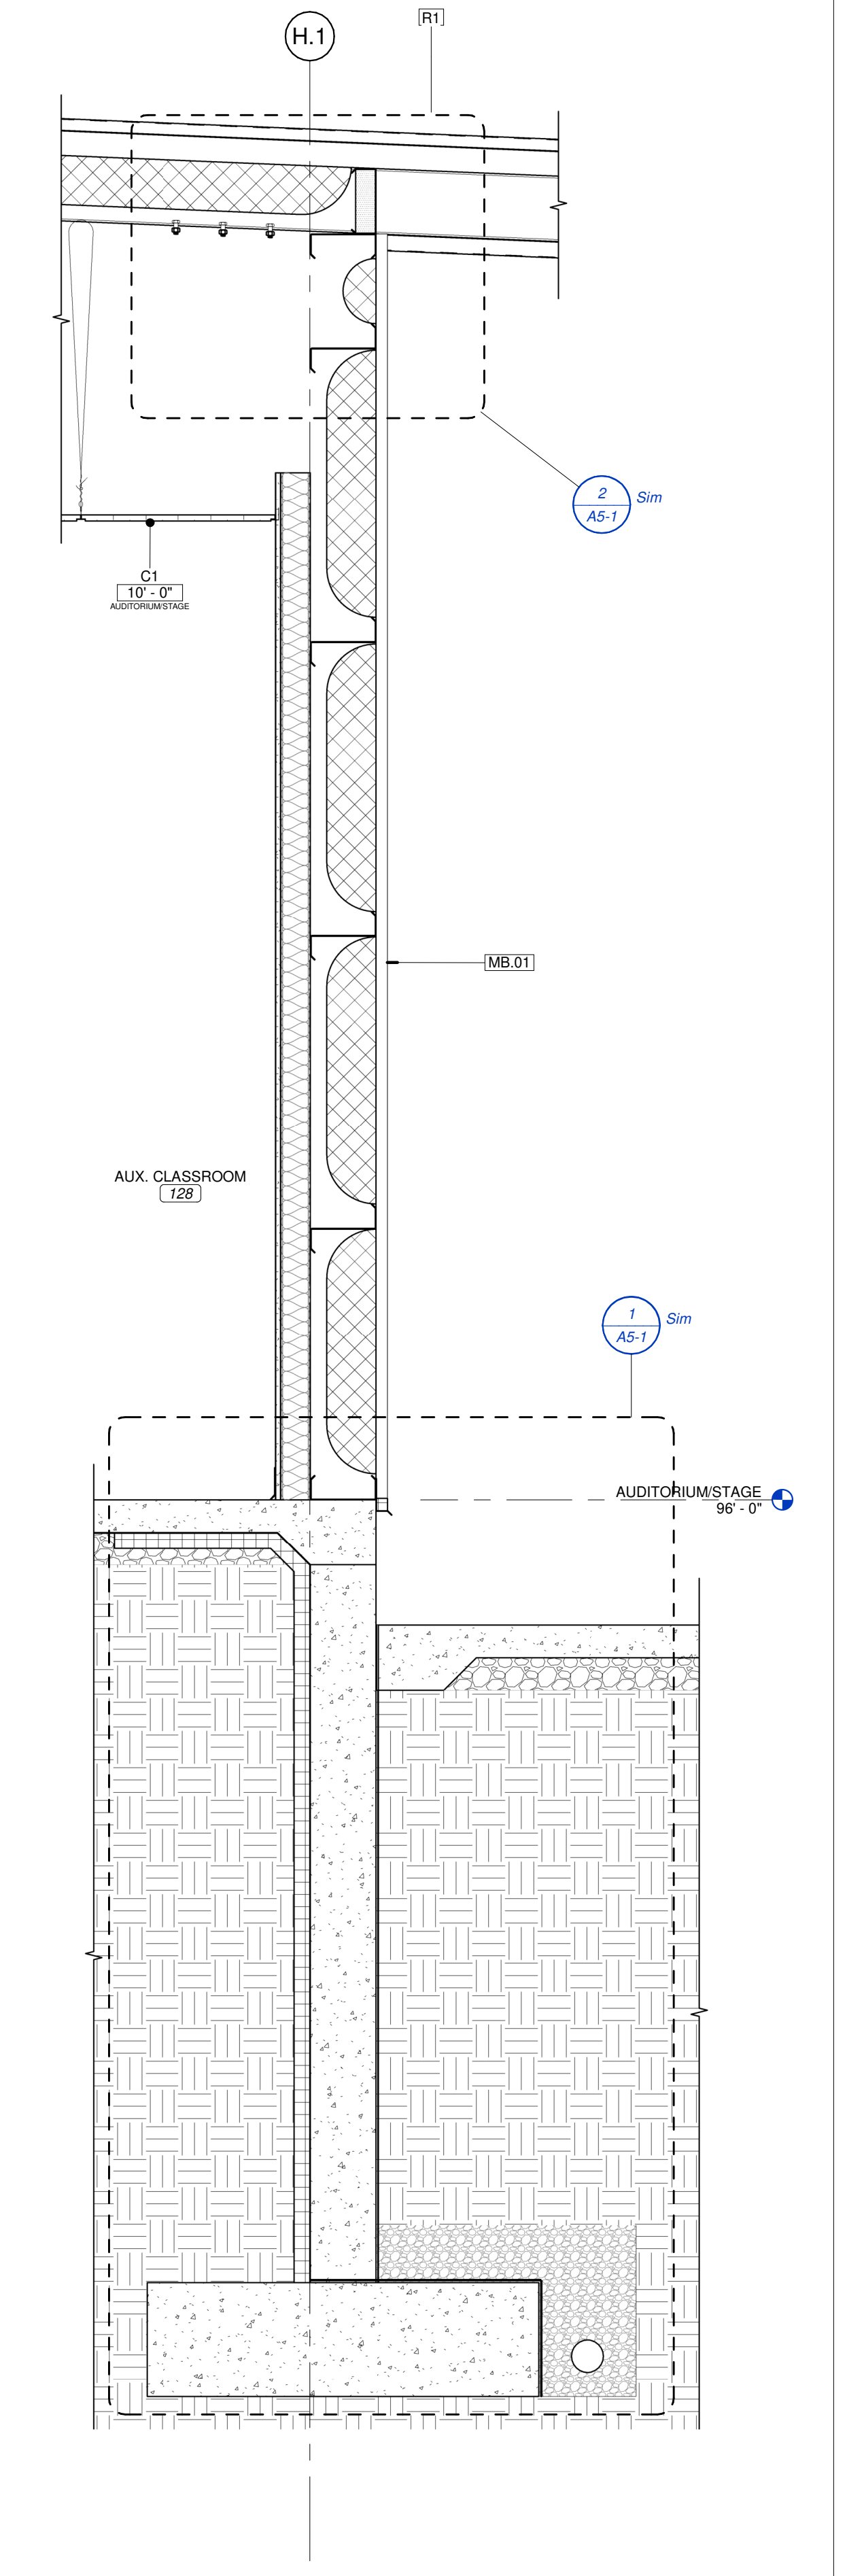 R1
H.1
2
A5-1
Sim
C1
10' - 0"
AUDITORIUM/STAGE
MB.01
AUX. CLASSROOM
128
1
A5-1
Sim
AUDITORIUM/STAGE
96' - 0"